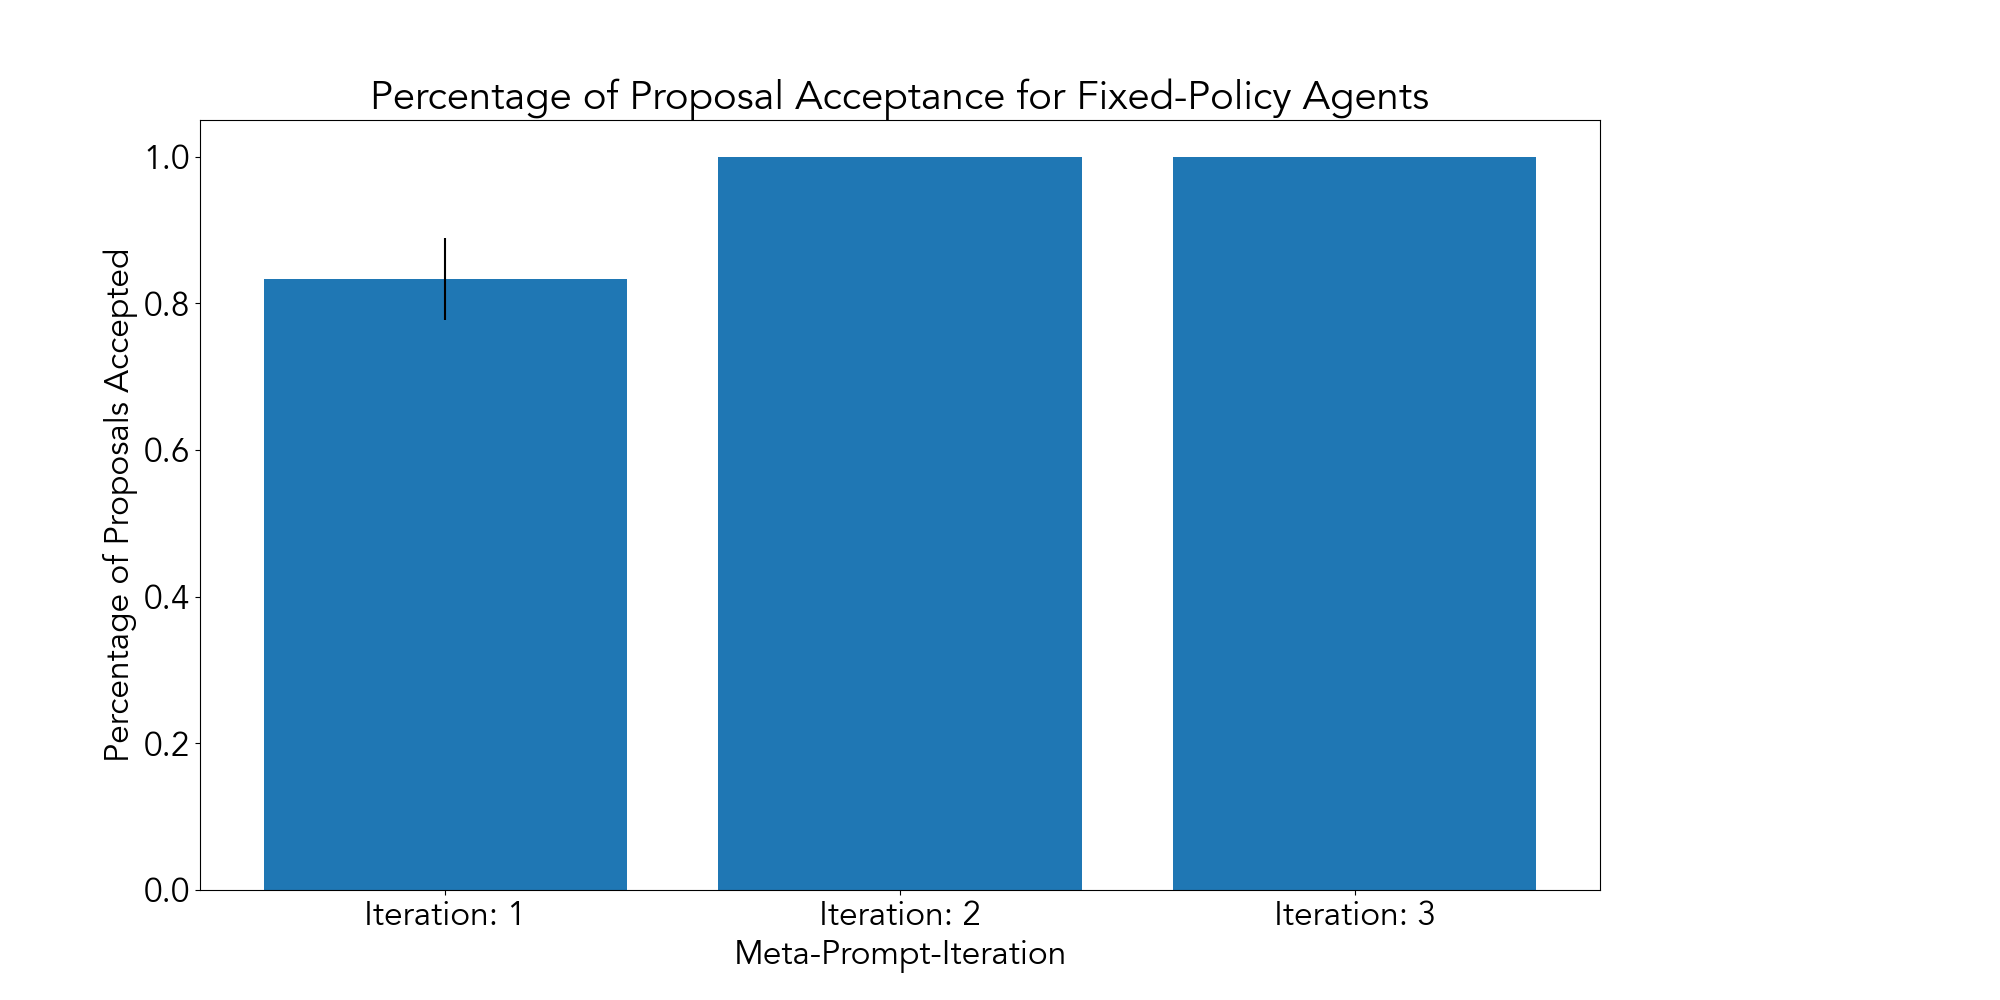 Percentage of Proposal Acceptance for Fixed-Policy Agents
Percentage of Proposals Accepted
1.0
0.8
0.6
0.4
0.2
0.0
Iteration: 1
Iteration: 2
Iteration: 3
Meta-Prompt-Iteration